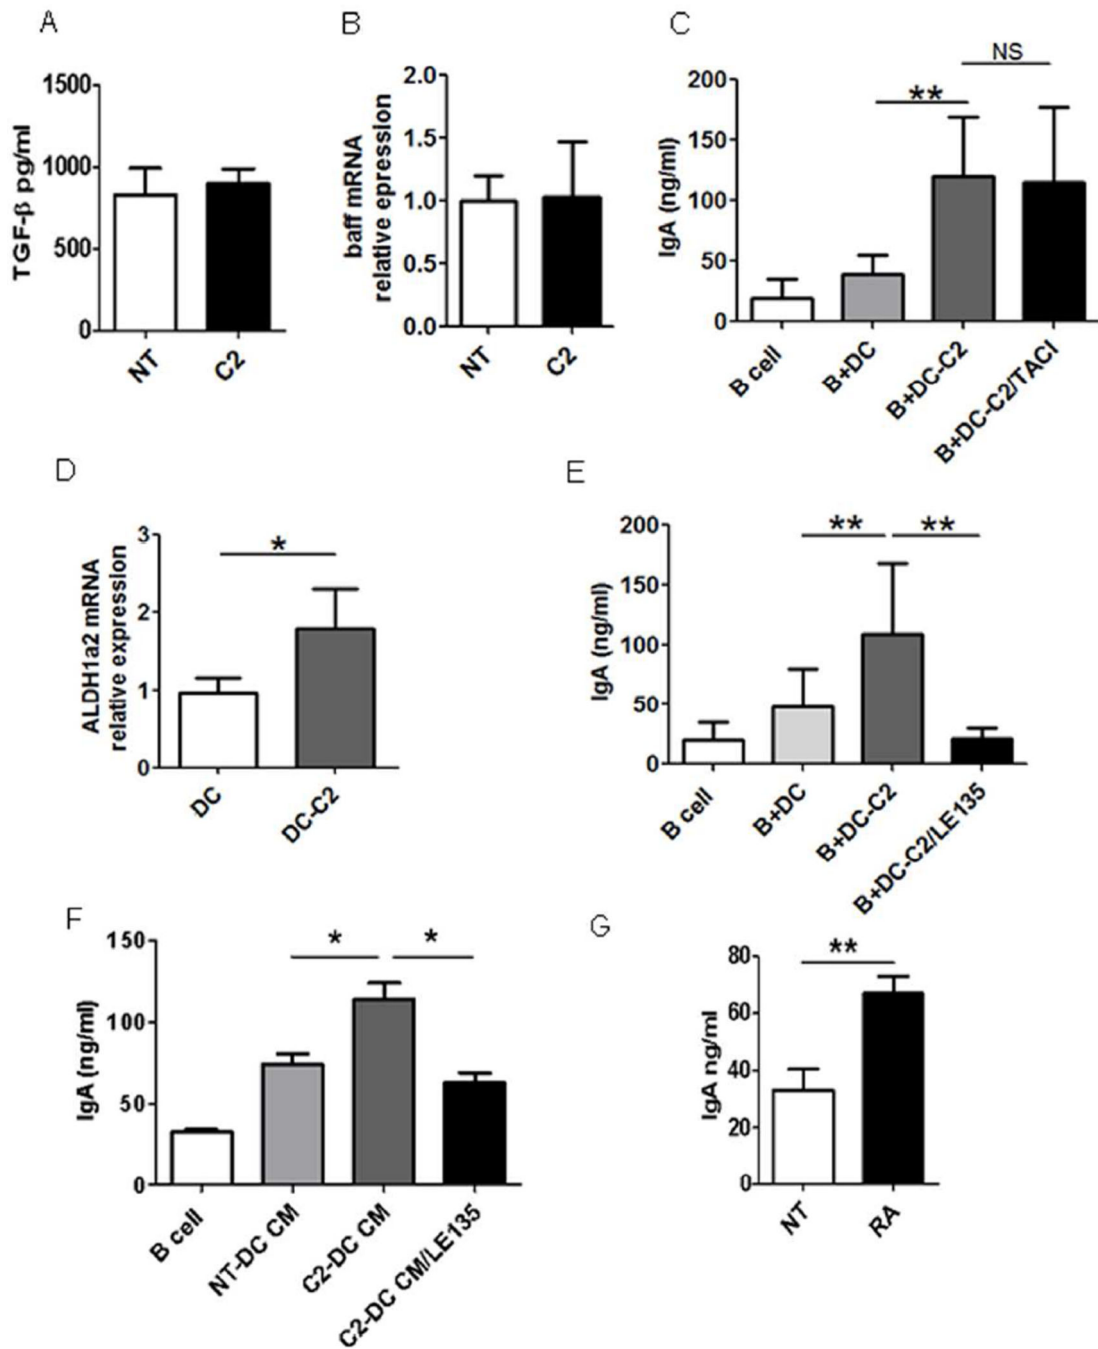 A
TGF-β pg/ml
1500
1000
500
0
NT
C2
B
baff mRNA
relative epression
2.0
1.5
1.0
0.5
0.0
NT
C2
C
IgA (ng/ml)
200
150
100
50
0
**
NS
B cell
B+DC
B+DC-C2
B+DC-C2/TACI
D
ALDH1a2 mRNA
relative expression
3
2
1
0
*
DC
DC-C2
E
IgA (ng/ml)
200
150
100
50
0
**
**
B cell
B+DC
B+DC-C2
B+DC-C2/LE135
F
IgA (ng/ml)
150
100
50
0
*
*
B cell
NT-DC CM
C2-DC CM
C2-DC CM/LE135
G
IgA ng/ml
80
60
40
20
0
**
NT
RA